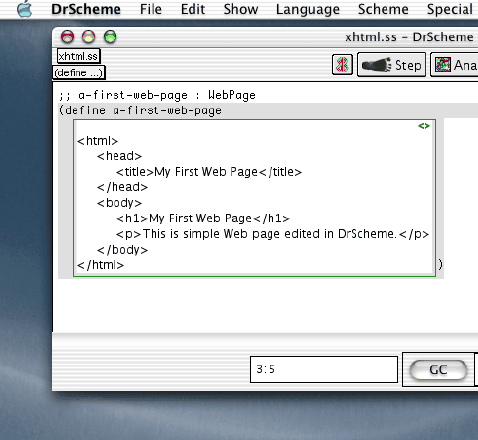 DrScheme File Edit Show Language Scheme Special
xhtml.ss - DrScheme
xhtml.ss
(define ...)
Step
;; a-first-web-page : WebPage
(define a-first-web-page
<>
<html>
<head>
<title>My First Web Page</title>
</head>
<body>
<h1>My First Web Page</h1>
<p>This is simple Web page edited in DrScheme.</p>
</body>
</html>
)
3:5
GC